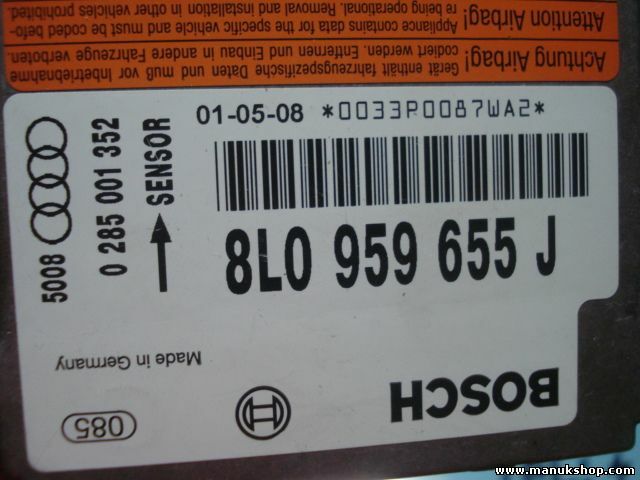 Achtung Airbag!
Gerät enthält fahrzeugspezifische Daten und muß vor Inbetriebnahme
codiert werden. Entfernen und Einbau in andere Fahrzeuge verboten.
Attention Airbag!
Appliance contains data for the specific vehicle and must be coded befo-
re being operational. Removal and installation in other
01-05-08 *0033P0087WA2*
8L0 959 655 J
SENSOR
0 285 001 352
5008
Made in Germany
BOSCH
085
www.manukshop.com